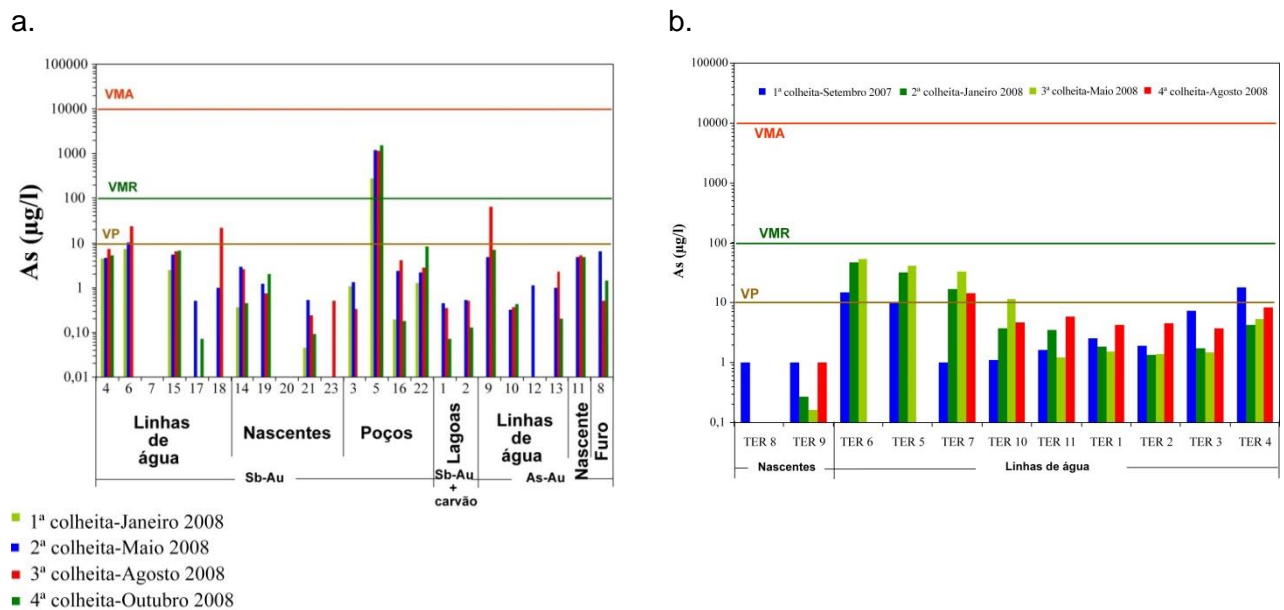 a.
100000
10000
1000
100
10
1
0,10
0,01
As (µg/l)
VMA
VMR
VP
4 6 7 15 17 18 14 19 20 21 23 3 5 16 22 1 2 9 10 12 13 11 8
Linhas de água
Nascentes
Poços
Lagoas
Linhas de água
Nascente
Furo
Sb-Au
Sb-Au + carvão
As-Au
1ª colheita-Janeiro 2008
2ª colheita-Maio 2008
3ª colheita-Agosto 2008
4ª colheita-Outubro 2008
b.
100000
10000
1000
100
10
1
0,1
As (µg/l)
1ª colheita-Setembro 2007 2ª colheita-Janeiro 2008 3ª colheita-Maio 2008 4ª colheita-Agosto 2008
VMA
VMR
VP
TER 8 TER 9 TER 6 TER 5 TER 7 TER 10 TER 11 TER 1 TER 2 TER 3 TER 4
Nascentes Linhas de água